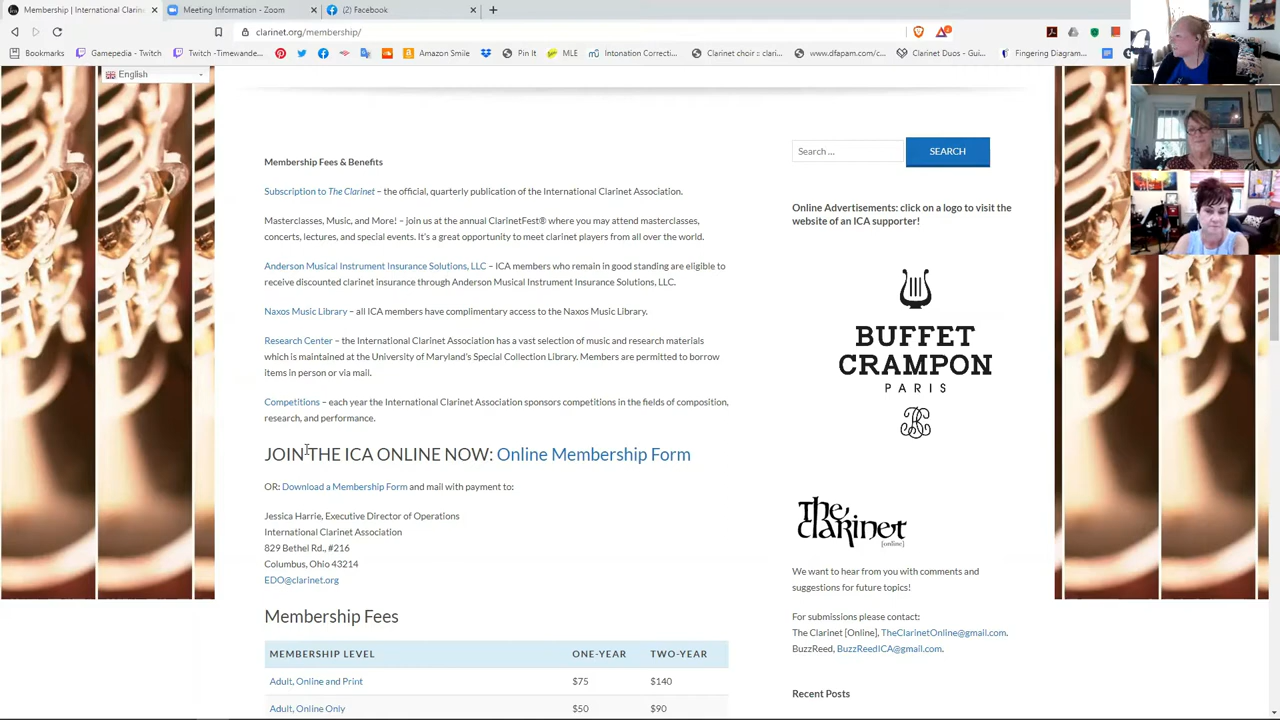 Membership | International Clarin
Meeting Information - Zoom
(2) Facebook
clarinet.org/membership/
Bookmarks
Gamepedia - Twitch
Twitch -Timewande...
Amazon Smile
Pin It
MLE
Intonation Correcti...
Clarinet choir :: clari...
www.dfapam.com/c...
Clarinet Duos - Gui...
Fingering Diagram...
English
Membership Fees & Benefits
Subscription to The Clarinet – the official, quarterly publication of the International Clarinet Association.
Masterclasses, Music, and More! – join us at the annual ClarinetFest® where you may attend masterclasses,
concerts, lectures, and special events. It's a great opportunity to meet clarinet players from all over the world.
Anderson Musical Instrument Insurance Solutions, LLC – ICA members who remain in good standing are eligible to
receive discounted clarinet insurance through Anderson Musical Instrument Insurance Solutions, LLC.
Naxos Music Library – all ICA members have complimentary access to the Naxos Music Library.
Research Center – the International Clarinet Association has a vast selection of music and research materials
which is maintained at the University of Maryland's Special Collection Library. Members are permitted to borrow
items in person or via mail.
Competitions – each year the International Clarinet Association sponsors competitions in the fields of composition,
research, and performance.
JOIN THE ICA ONLINE NOW: Online Membership Form
OR: Download a Membership Form and mail with payment to:
Jessica Harrie, Executive Director of Operations
International Clarinet Association
829 Bethel Rd., #216
Columbus, Ohio 43214
EDO@clarinet.org
Membership Fees
MEMBERSHIP LEVEL ONE-YEAR TWO-YEAR
Adult, Online and Print $75 $140
Adult, Online Only $50 $90
Search ...
SEARCH
Online Advertisements: click on a logo to visit the
website of an ICA supporter!
BUFFET
CRAMPON
PARIS
The
clarinet
[online]
We want to hear from you with comments and
suggestions for future topics!
For submissions please contact:
The Clarinet [Online], TheClarinetOnline@gmail.com.
BuzzReed, BuzzReedICA@gmail.com.
Recent Posts